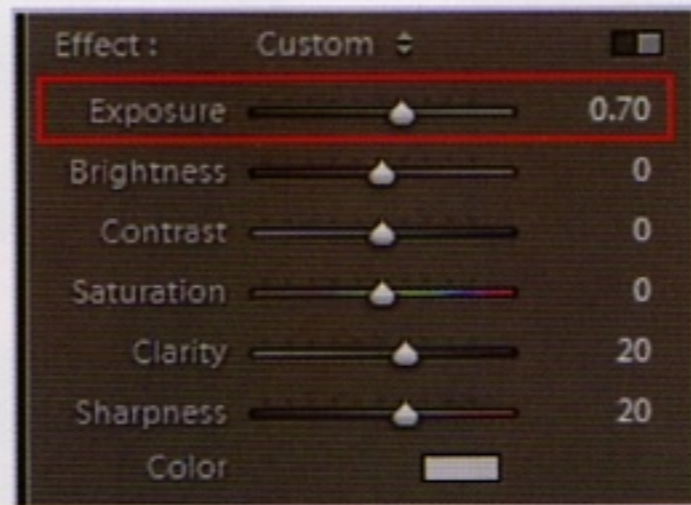 Effect : Custom
Exposure 0.70
Brightness 0
Contrast 0
Saturation 0
Clarity 20
Sharpness 20
Color